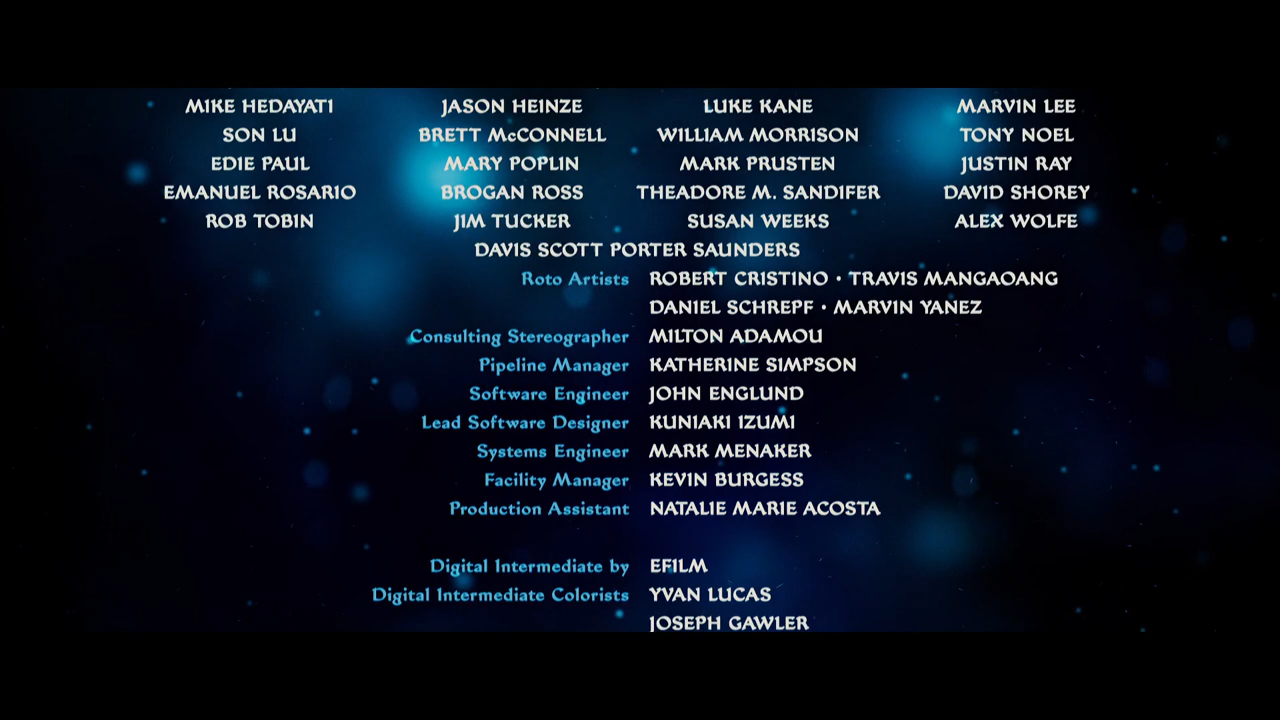 MIKE HEDAYATI JASON HEINZE LUKE KANE MARVIN LEE
SON LU BRETT McCONNELL WILLIAM MORRISON TONY NOEL
EDIE PAUL MARY POPLIN MARK PRUSTEN JUSTIN RAY
EMANUEL ROSARIO BROGAN ROSS THEADORE M. SANDIFER DAVID SHOREY
ROB TOBIN JIM TUCKER SUSAN WEEKS ALEX WOLFE
DAVIS SCOTT PORTER SAUNDERS
Roto Artists ROBERT CRISTINO • TRAVIS MANGAOANG
DANIEL SCHREPF • MARVIN YANEZ
Consulting Stereographer MILTON ADAMOU
Pipeline Manager KATHERINE SIMPSON
Software Engineer JOHN ENGLUND
Lead Software Designer KUNIAKI IZUMI
Systems Engineer MARK MENAKER
Facility Manager KEVIN BURGESS
Production Assistant NATALIE MARIE ACOSTA
Digital Intermediate by EFILM
Digital Intermediate Colorists YVAN LUCAS
JOSEPH GAWLER